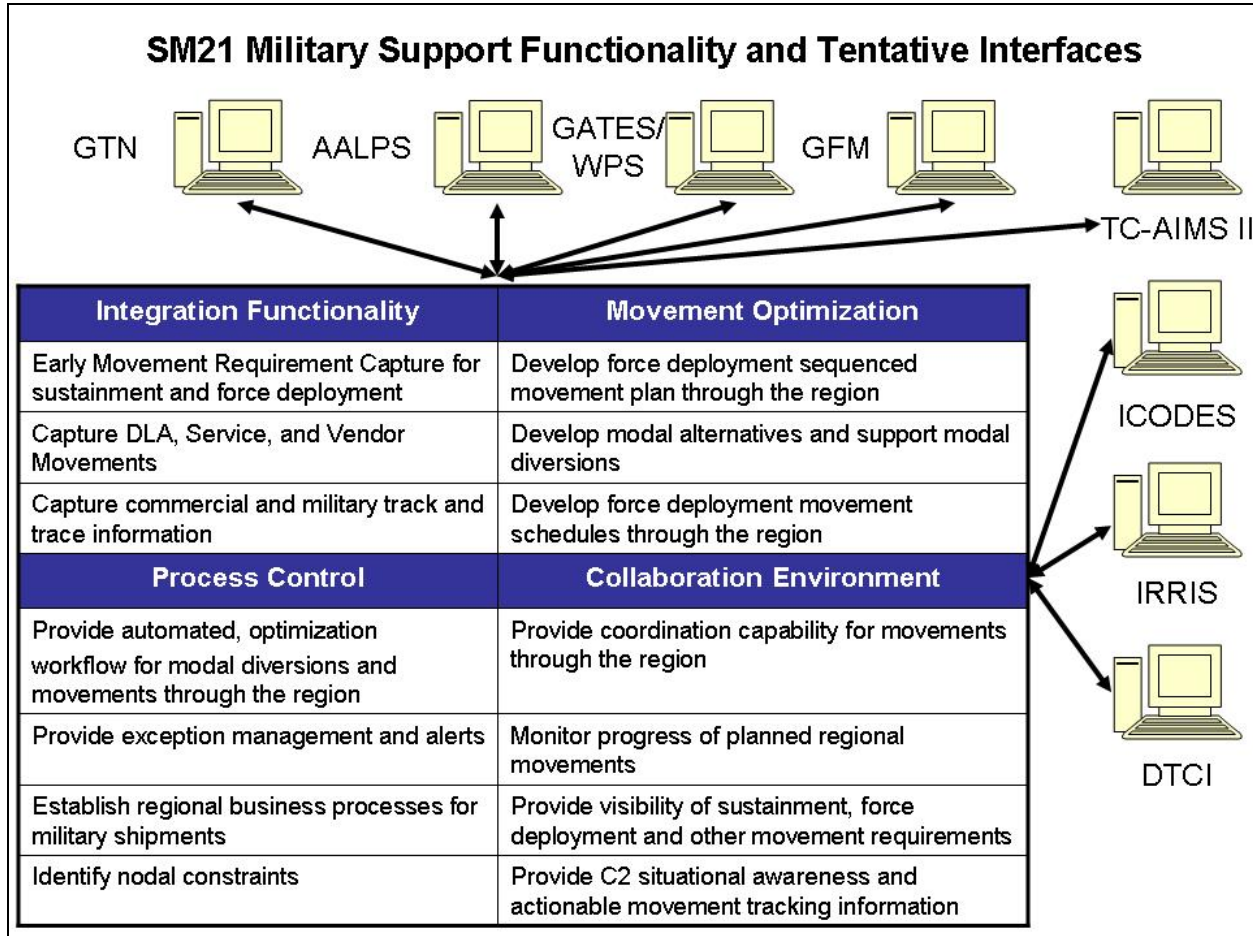 SM21 Military Support Functionality and Tentative Interfaces
GTN
AALPS
GATES/
WPS
GFM
TC-AIMS II
Integration Functionality
Movement Optimization
Early Movement Requirement Capture for
sustainment and force deployment
Develop force deployment sequenced
movement plan through the region
Capture DLA, Service, and Vendor
Movements
Develop modal alternatives and support modal
diversions
Capture commercial and military track and
trace information
Develop force deployment movement
schedules through the region
Process Control
Collaboration Environment
Provide automated, optimization
workflow for modal diversions and
movements through the region
Provide coordination capability for movements
through the region
Provide exception management and alerts
Monitor progress of planned regional
movements
Establish regional business processes for
military shipments
Provide visibility of sustainment, force
deployment and other movement requirements
Identify nodal constraints
Provide C2 situational awareness and
actionable movement tracking information
ICODES
IRRIS
DTCI